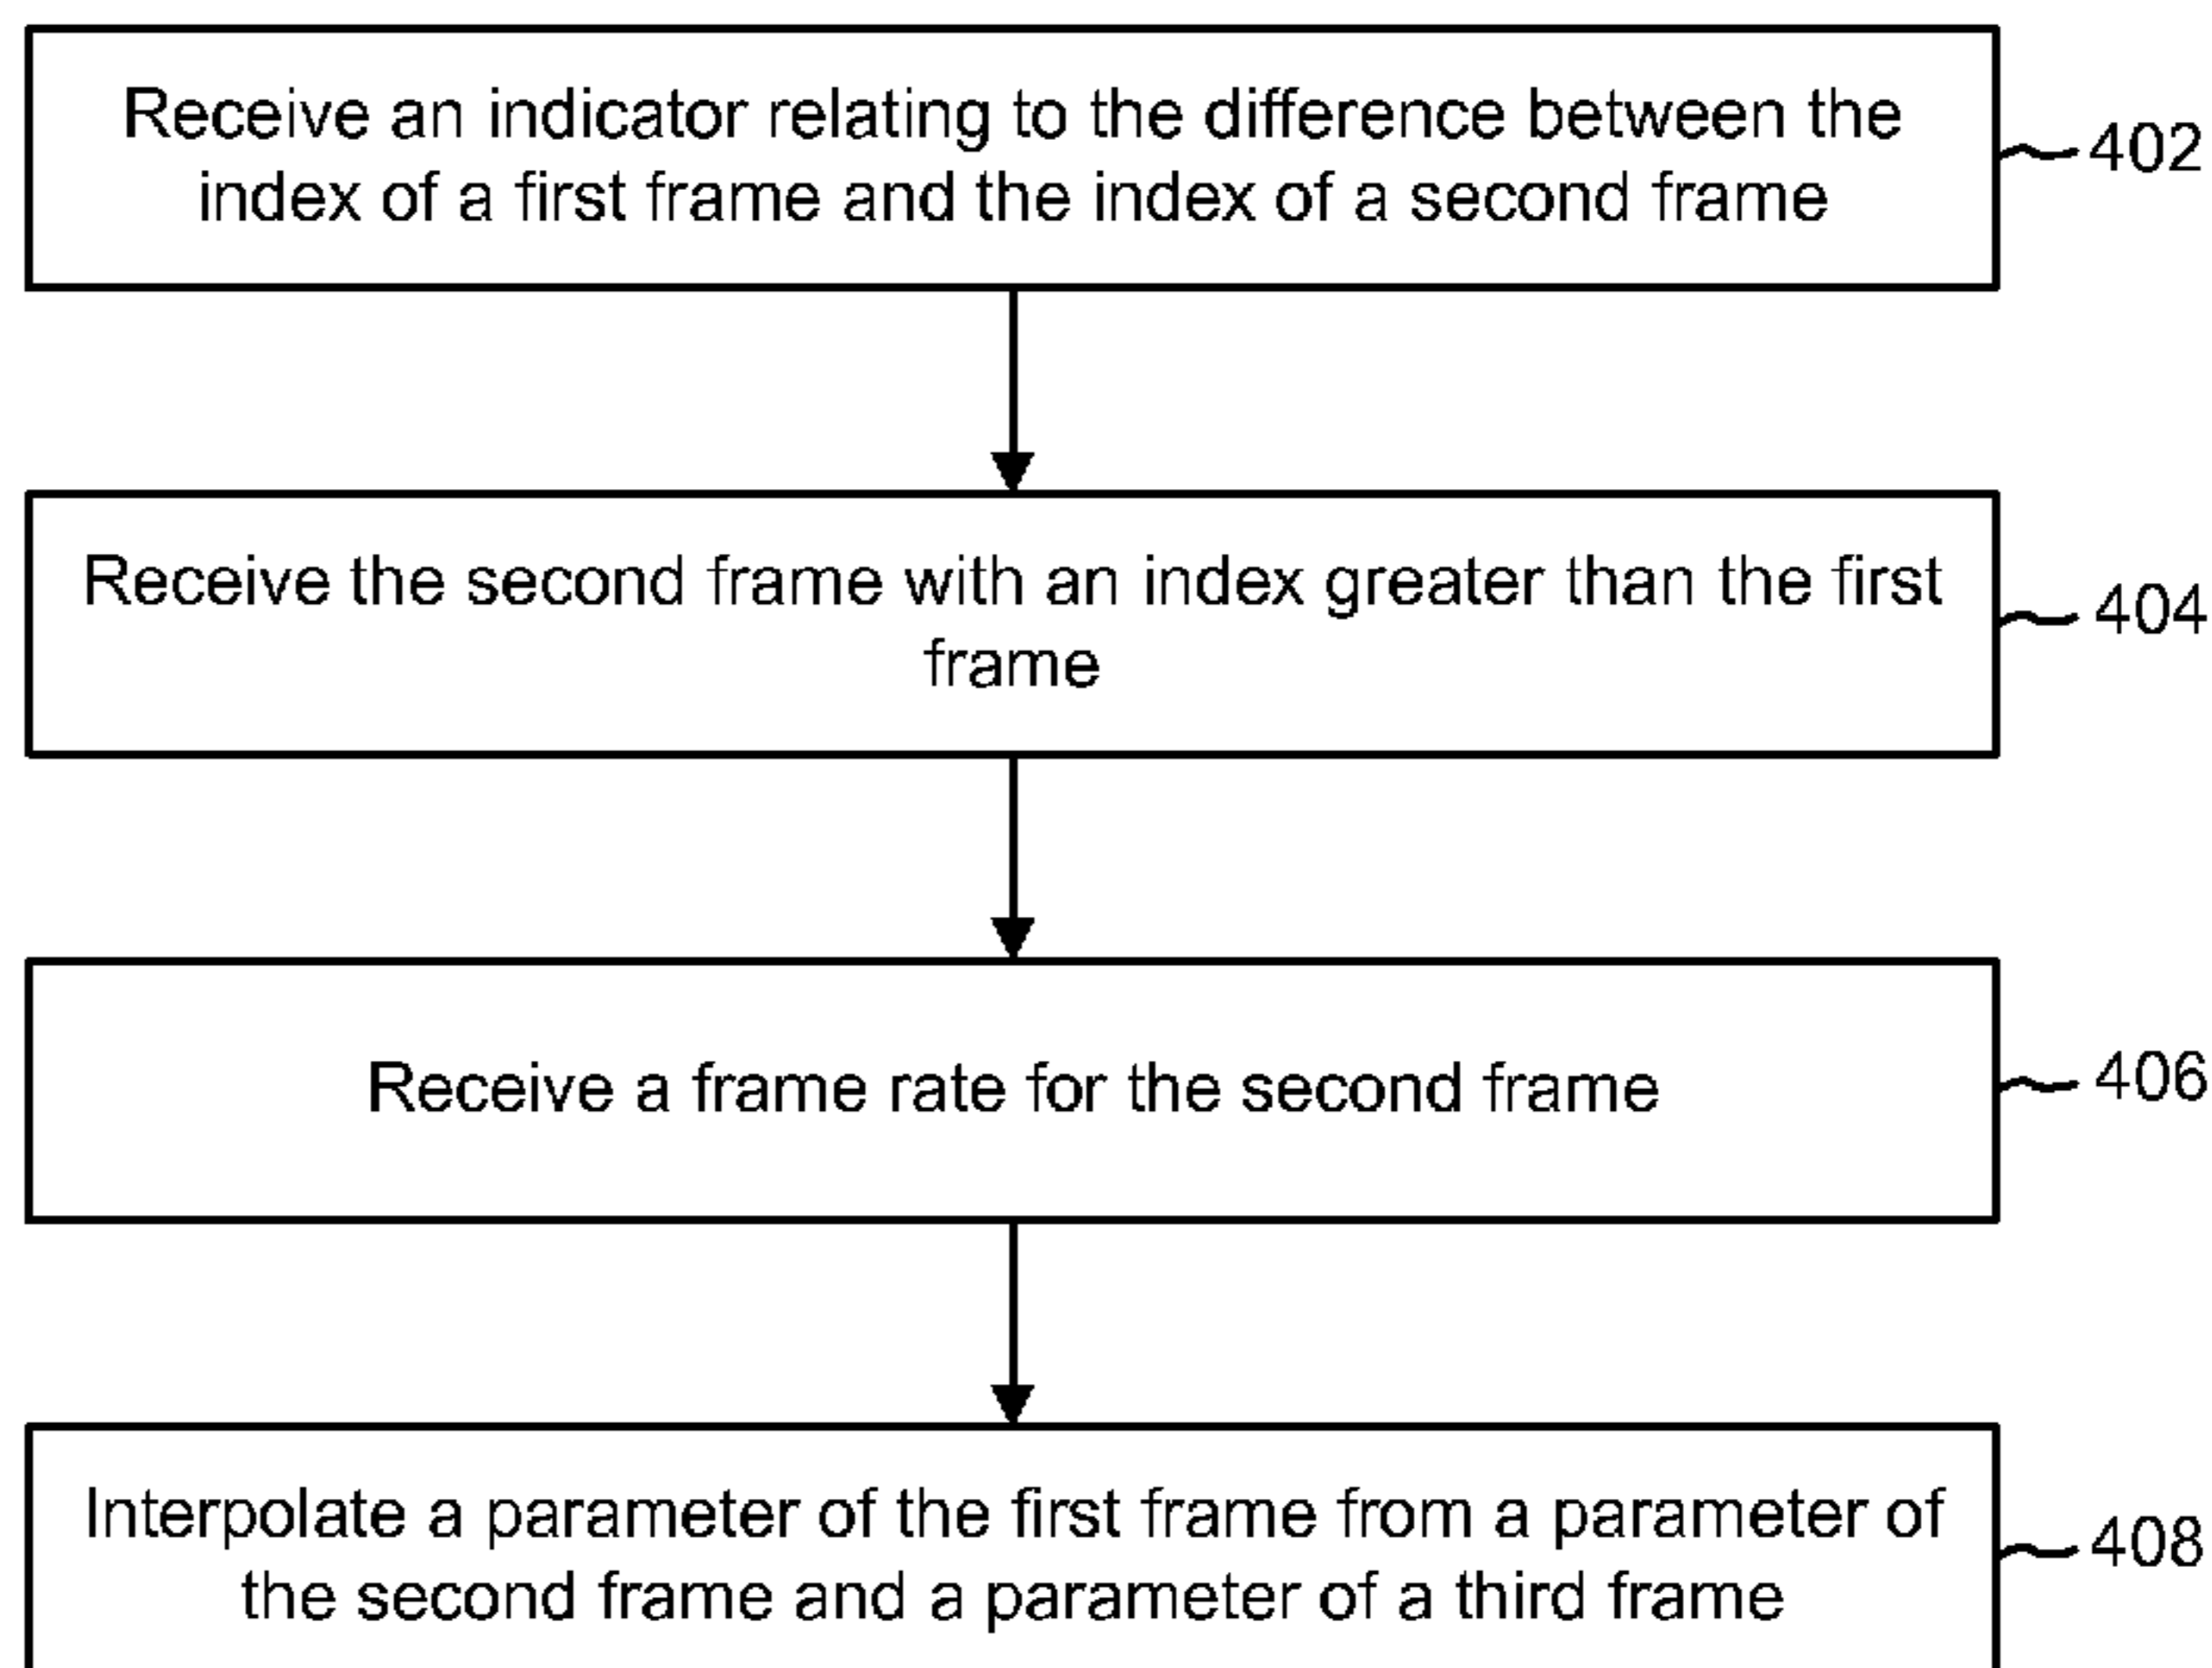 Receive an indicator relating to the difference between the
index of a first frame and the index of a second frame
402
Receive the second frame with an index greater than the first
frame
404
Receive a frame rate for the second frame
406
Interpolate a parameter of the first frame from a parameter of
the second frame and a parameter of a third frame
408